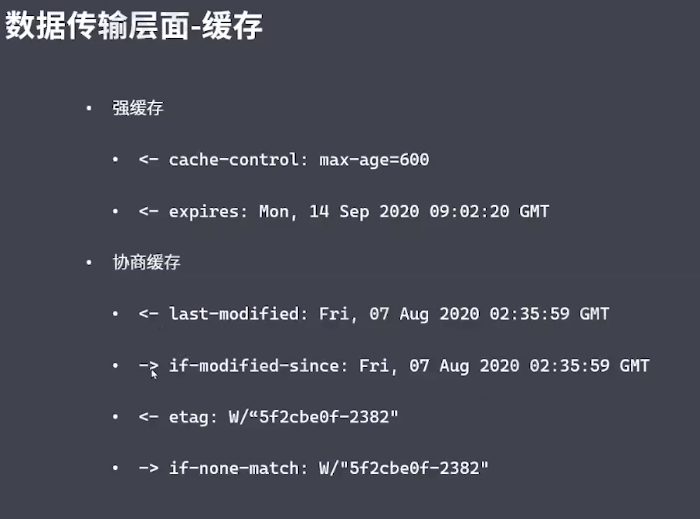 数据传输层面-缓存
• 强缓存
• <- cache-control: max-age=600
• <- expires: Mon, 14 Sep 2020 09:02:20 GMT
• 协商缓存
• <- last-modified: Fri, 07 Aug 2020 02:35:59 GMT
• -> if-modified-since: Fri, 07 Aug 2020 02:35:59 GMT
• <- etag: W/“5f2cbe0f-2382"
• -> if-none-match: W/"5f2cbe0f-2382"